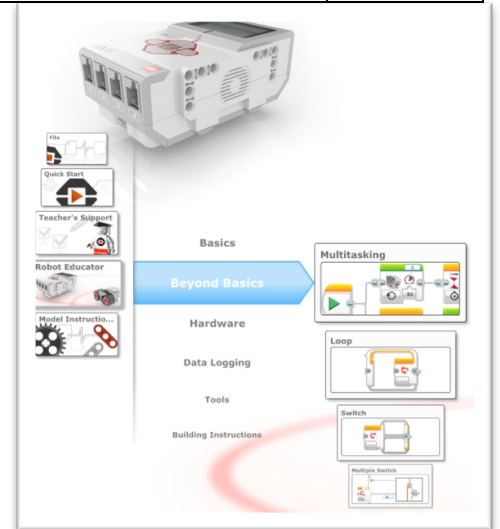 File
Quick Start
Teacher's Support
Robot Educator
Model Instructio...
Basics
Beyond Basics
Hardware
Data Logging
Tools
Building Instructions
Multitasking
Loop
Switch
Multiple Switch